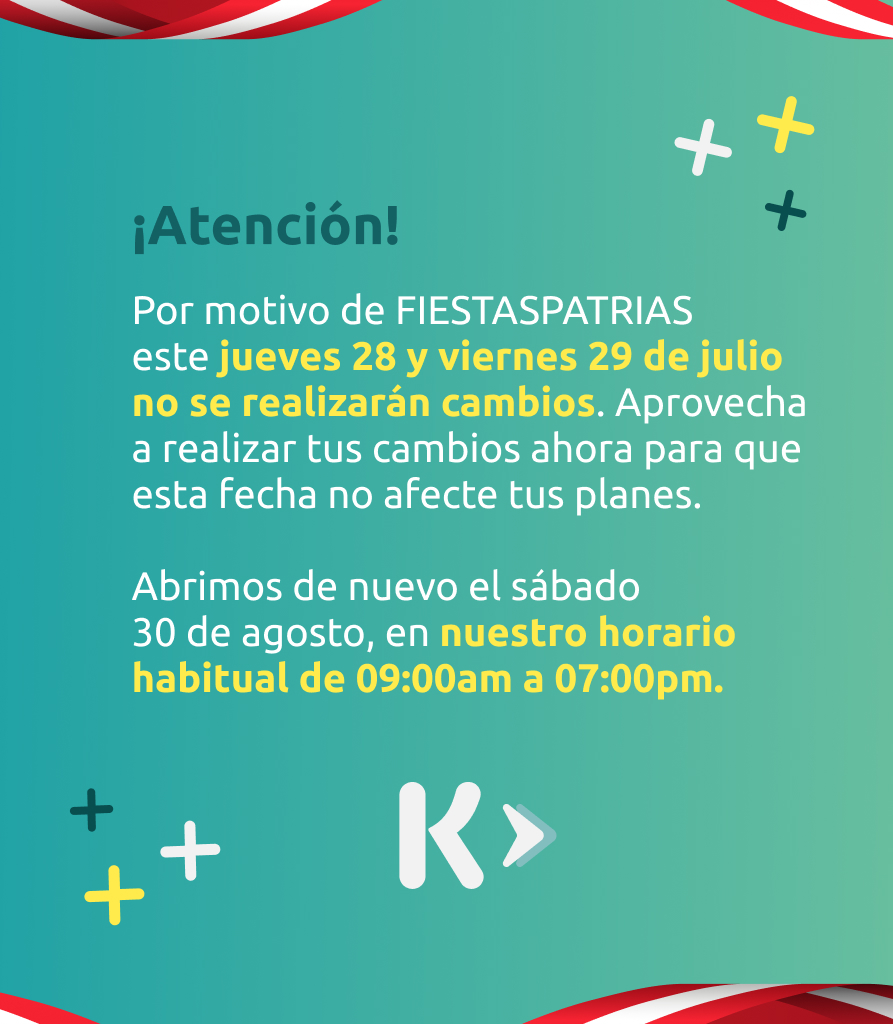 ¡Atención!
Por motivo de FIESTASPATRIAS
este jueves 28 y viernes 29 de julio
no se realizarán cambios. Aprovecha
a realizar tus cambios ahora para que
esta fecha no afecte tus planes.
Abrimos de nuevo el sábado
30 de agosto, en nuestro horario
habitual de 09:00am a 07:00pm.
K